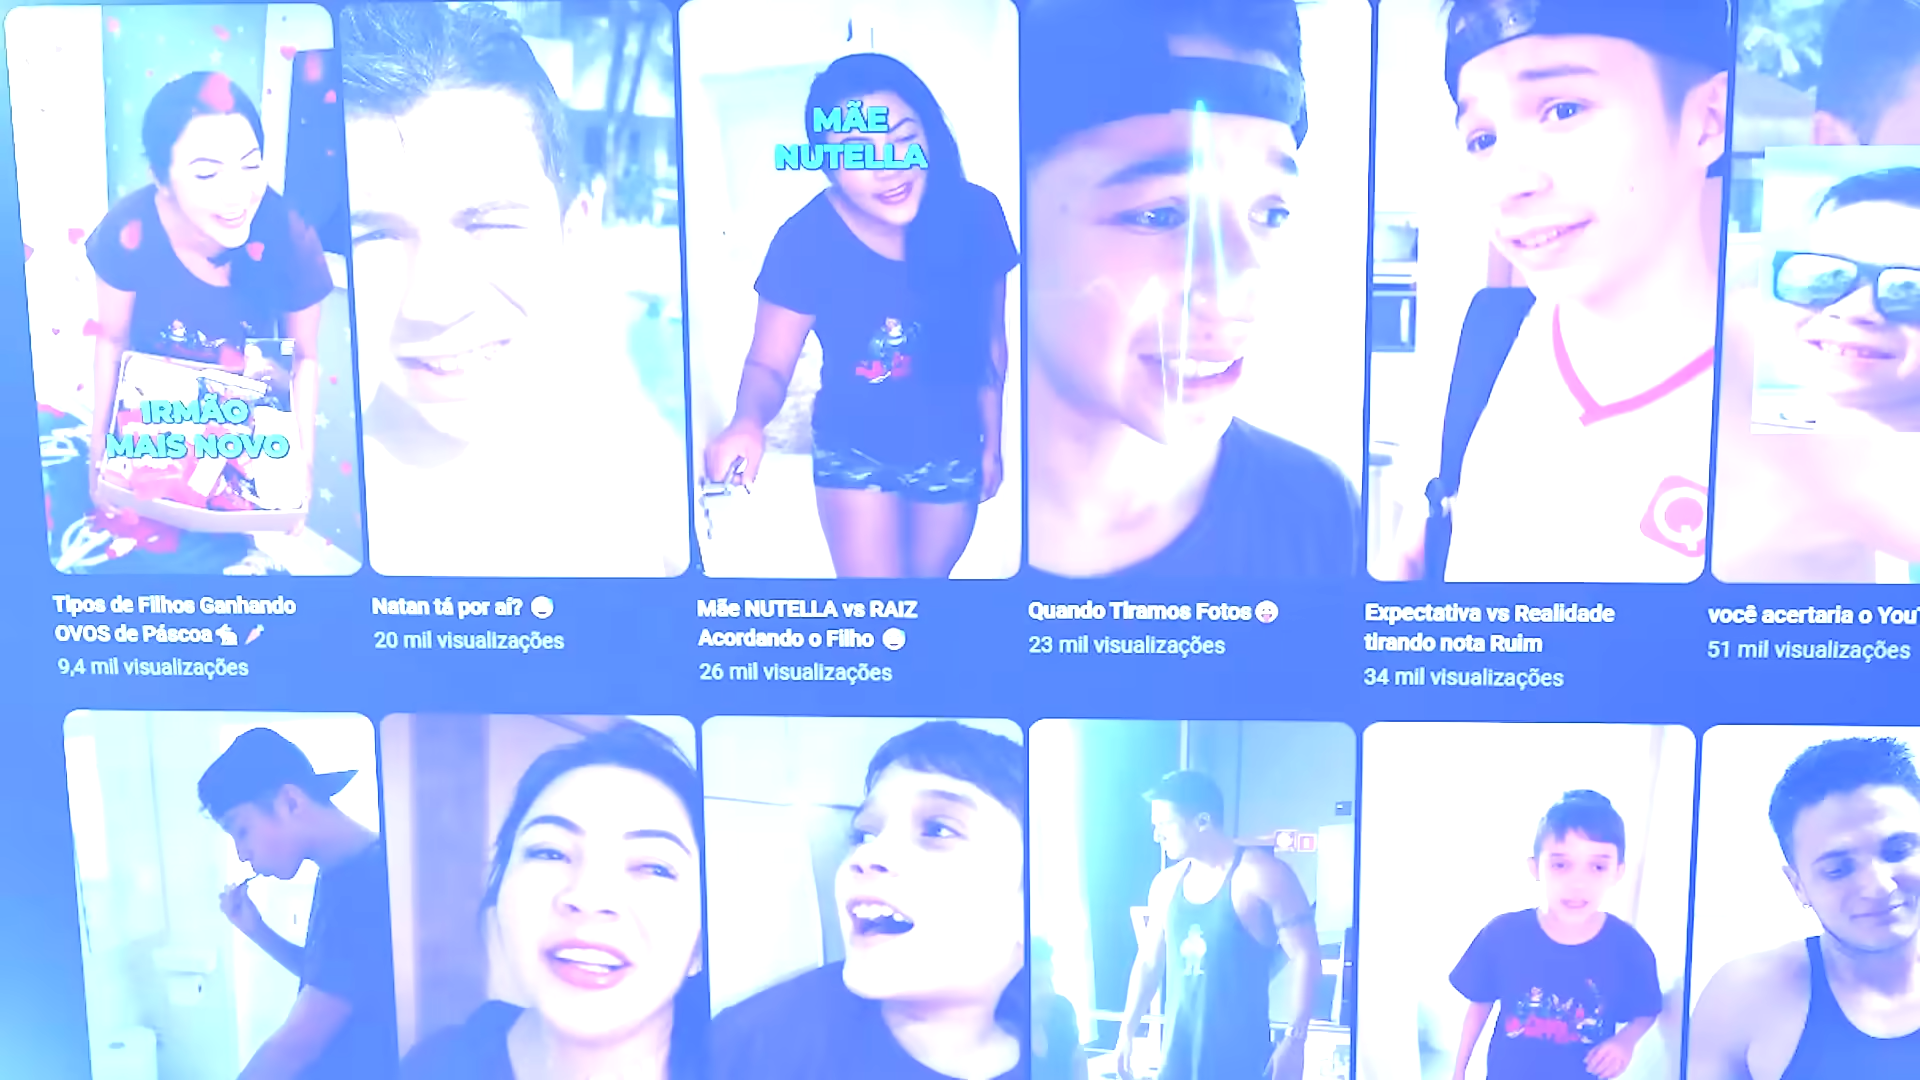 IRMÃO
MAIS NOVO
MÃE
NUTELLA
Q
Tipos de Filhos Ganhando
OVOS de Páscoa
9,4 mil visualizações
Natan tá por aí?
20 mil visualizações
Mãe NUTELLA vs RAIZ
Acordando o Filho
26 mil visualizações
Quando Tiramos Fotos
23 mil visualizações
Expectativa vs Realidade
tirando nota Ruim
34 mil visualizações
você acertaria o You
51 mil visualizações